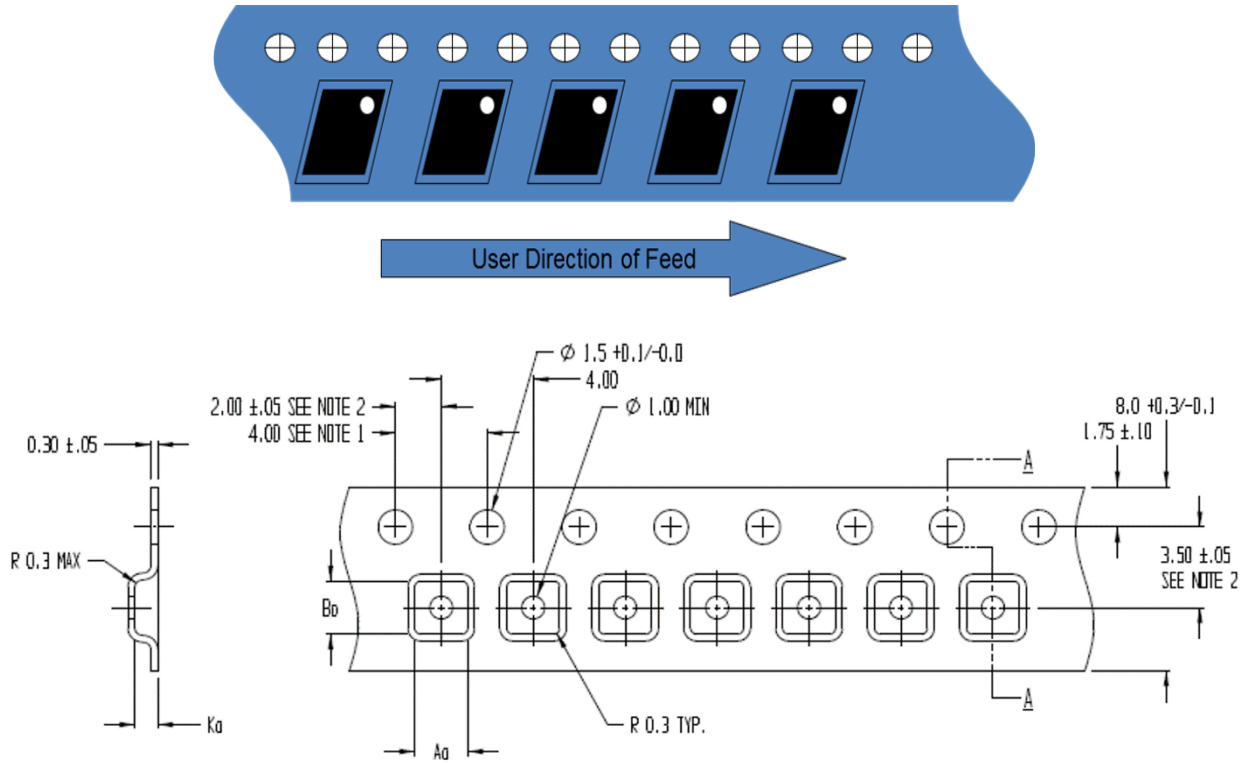 User Direction of Feed
Ø 1.5 +0.1/-0.0
4.00
2.00 ±.05 SEE NOTE 2
Ø 1.00 MIN
4.00 SEE NOTE 1
8.0 +0.3/-0.1
1.75 ±.10
0.30 ±.05
A
R 0.3 MAX
3.50 ±.05
SEE NOTE 2
Bo
A
Ko
R 0.3 TYP.
Ao